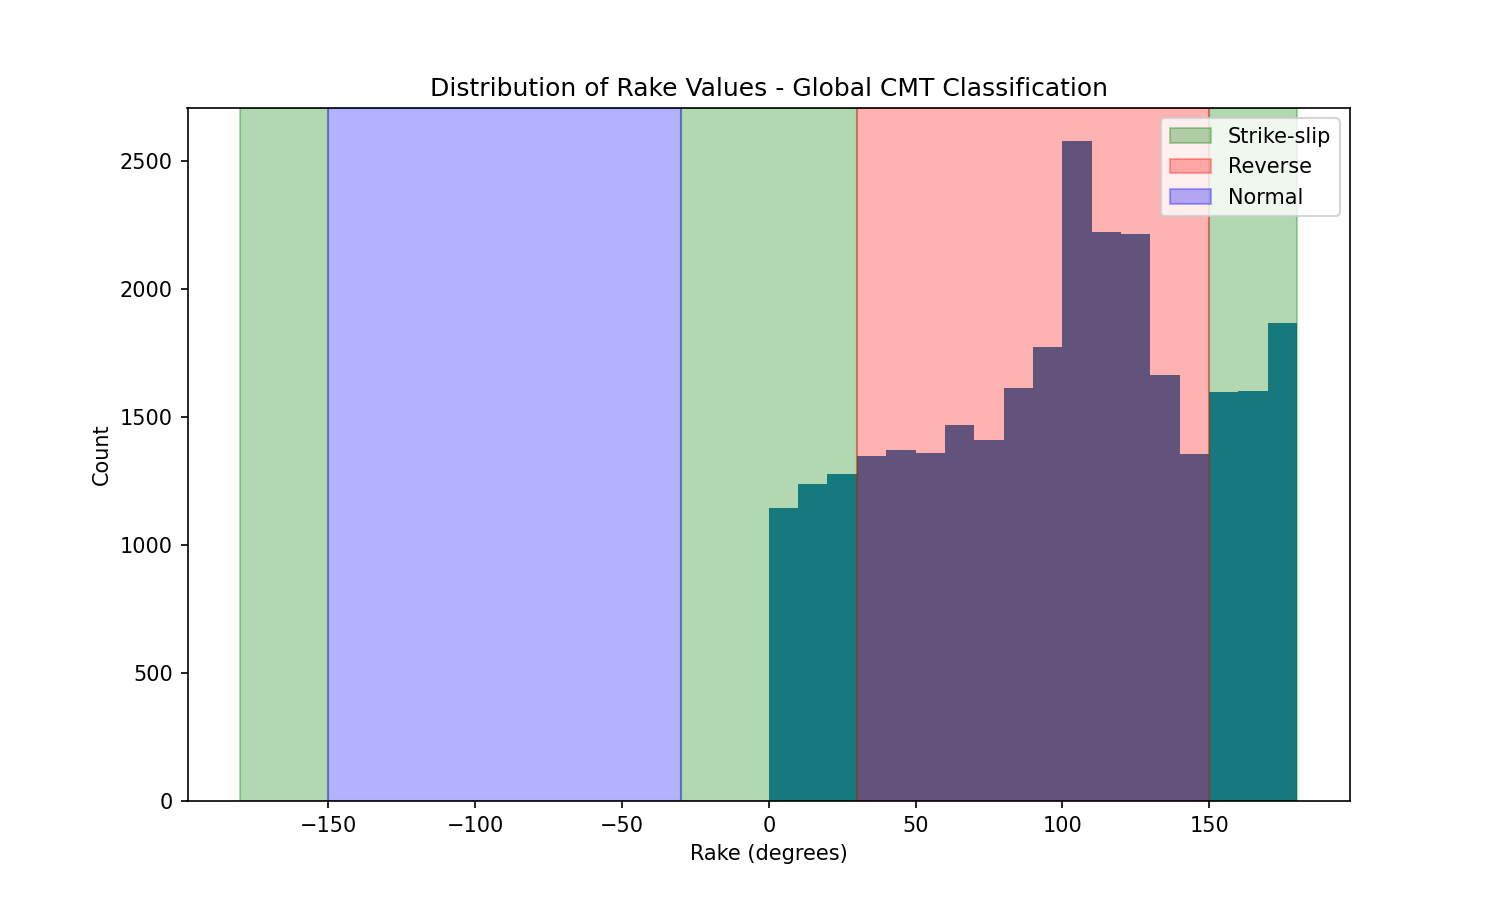 Distribution of Rake Values - Global CMT Classification
Strike-slip
Reverse
Normal
2500
2000
1500
1000
500
0
Count
−150
−100
−50
0
50
100
150
Rake (degrees)